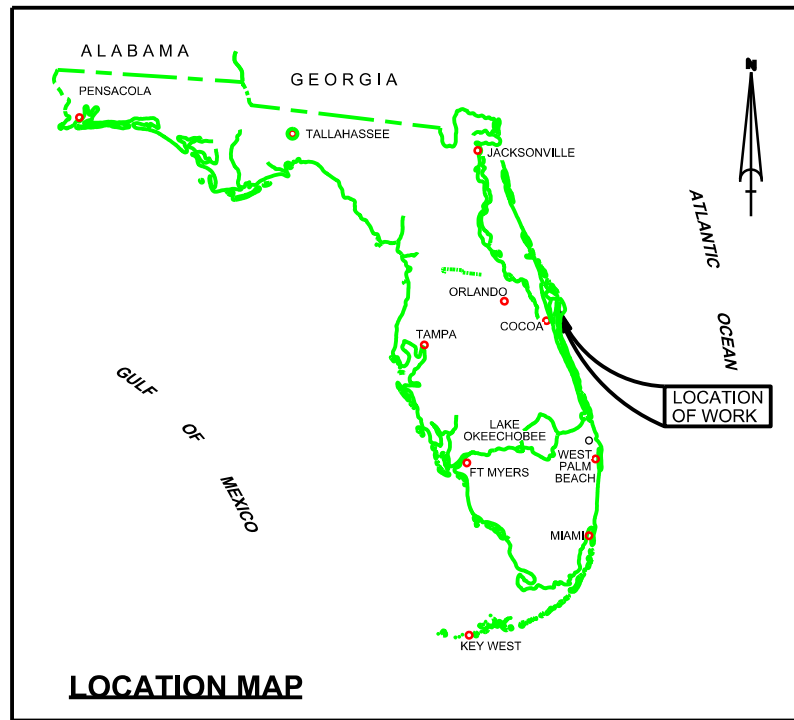 ALABAMA
GEORGIA
N
PENSACOLA
TALLAHASSEE
JACKSONVILLE
ATLANTIC
OCEAN
ORLANDO
COCOA
TAMPA
LOCATION
OF WORK
GULF
OF
MEXICO
LAKE
OKEECHOBEE
WEST
PALM
BEACH
FT MYERS
MIAMI
KEY WEST
LOCATION MAP